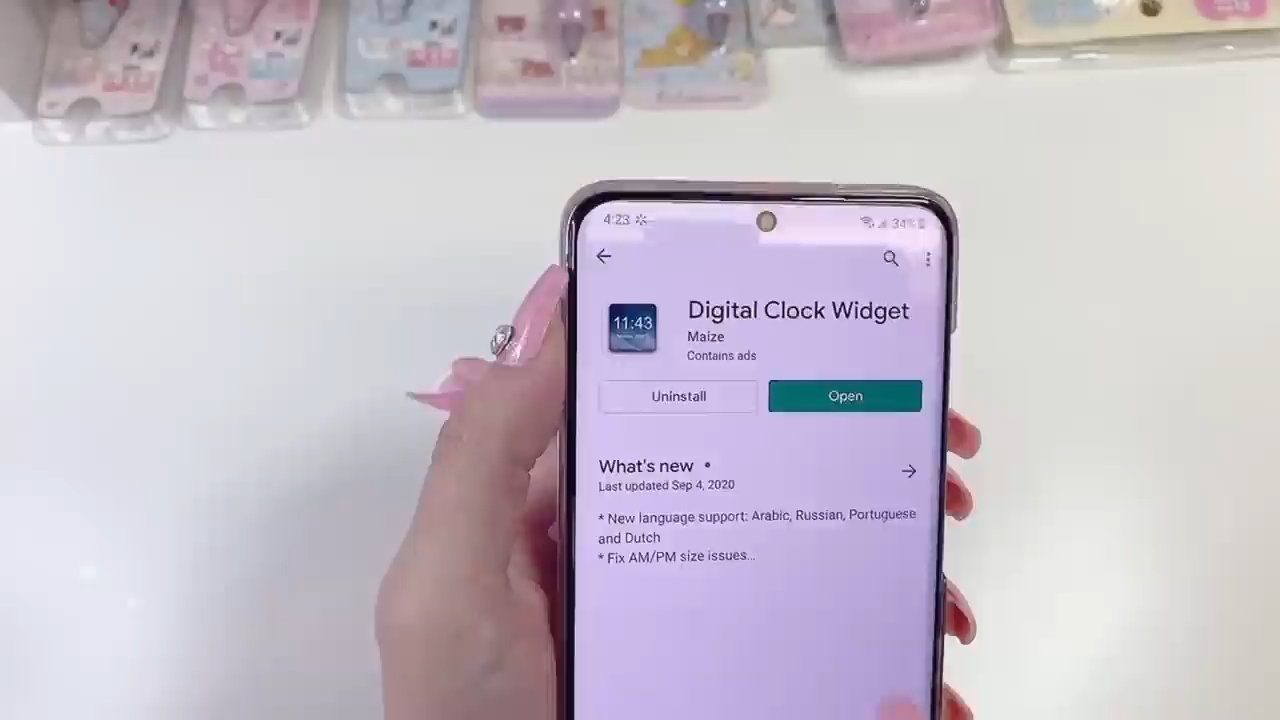 4:23
34%
Digital Clock Widget
11:43
Maize
Contains ads
Uninstall
Open
What's new •
Last updated Sep 4, 2020
* New language support: Arabic, Russian, Portuguese
and Dutch
* Fix AM/PM size issues...